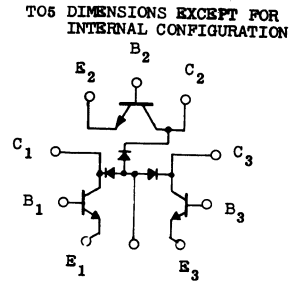 TO5 DIMENSIONS EXCEPT FOR
INTERNAL CONFIGURATION
B2
E2 C2
C1 C3
B1 B3
E1 E3